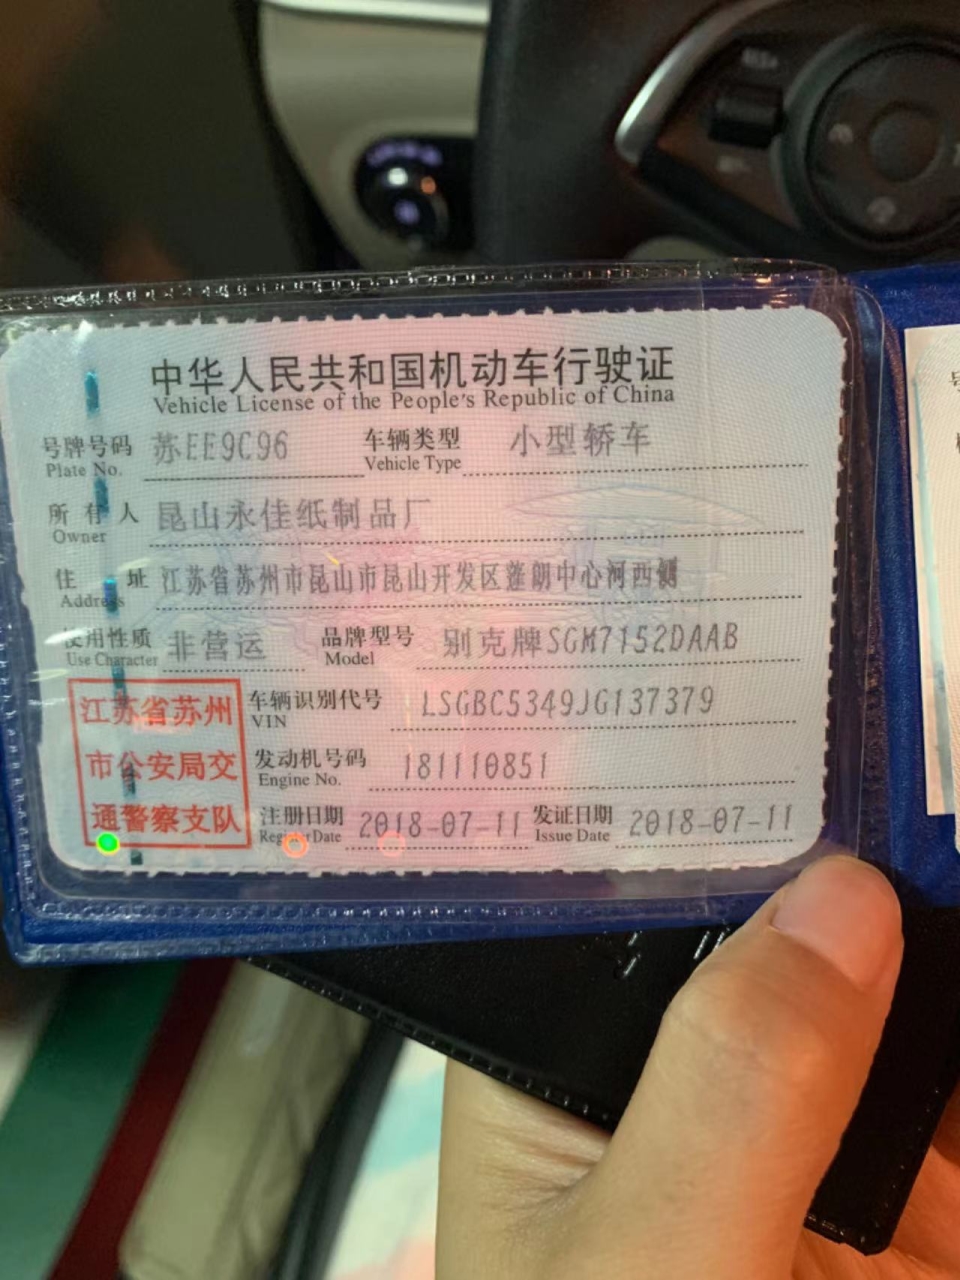 中华人民共和国机动车行驶证
Vehicle License of the People's Republic of China
号牌号码 苏EE9C96 车辆类型 小型轿车
Plate No. Vehicle Type
所有人 昆山永佳纸制品厂
Owner
住址 江苏省苏州市昆山市昆山开发区蓬朗中心河西侧
Address
使用性质 非营运 品牌型号 别克牌SGM7152DAAB
Use Character Model
江苏省苏州 车辆识别代号 LSGBC5349JG137379
VIN
市公安局交 发动机号码 181110851
Engine No.
通警察支队 注册日期 2018-07-11 发证日期 2018-07-11
Register Date Issue Date